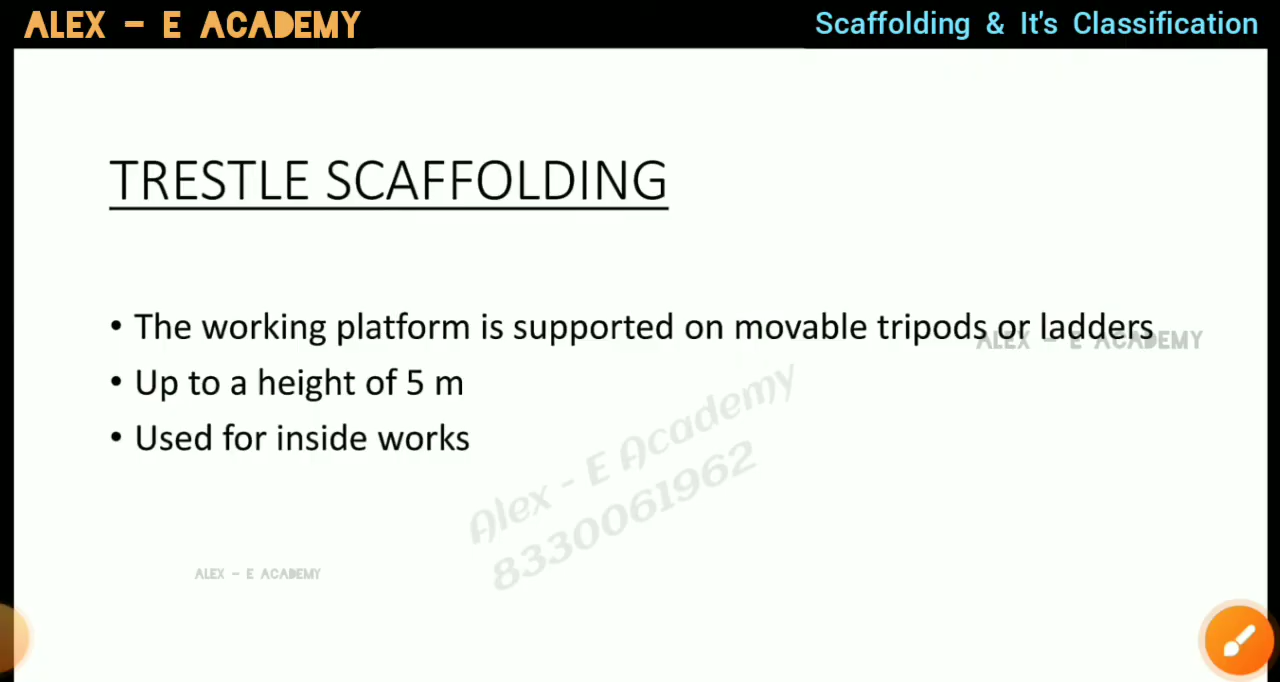 ALEX - E ACADEMY
Scaffolding & It's Classification
TRESTLE SCAFFOLDING
• The working platform is supported on movable tripods or ladders
ALEX - E ACADEMY
• Up to a height of 5 m
• Used for inside works
Alex - E Academy
8330061962
ALEX - E ACADEMY